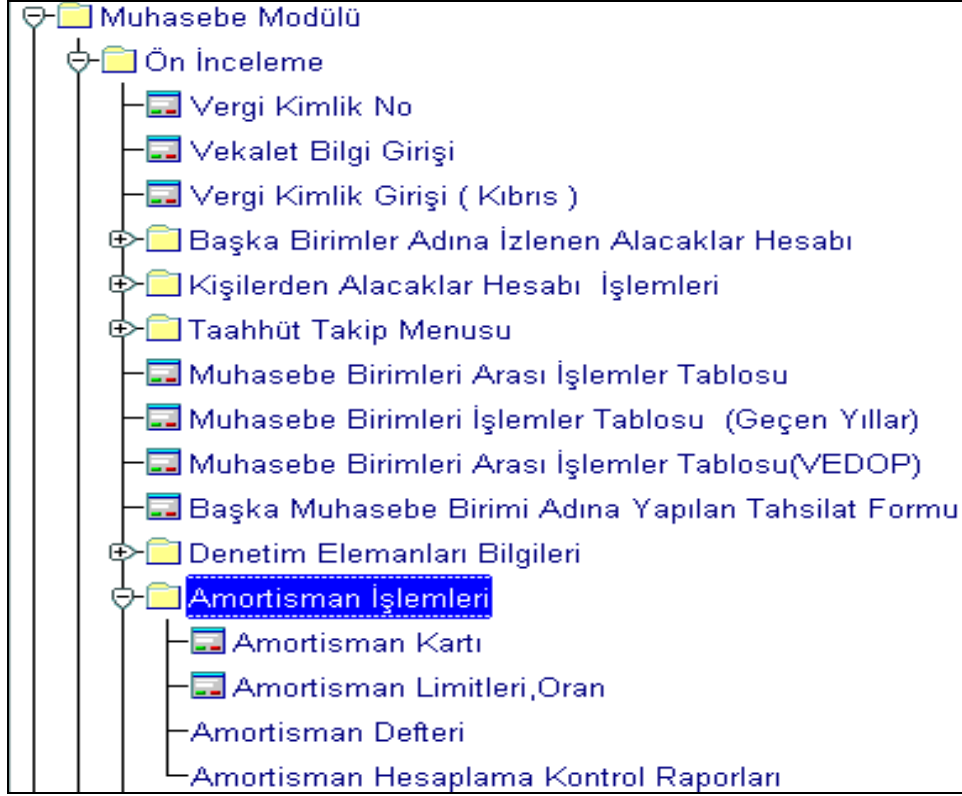 Muhasebe Modülü
Ön İnceleme
Vergi Kimlik No
Vekalet Bilgi Girişi
Vergi Kimlik Girişi ( Kıbrıs )
Başka Birimler Adına İzlenen Alacaklar Hesabı
Kişilerden Alacaklar Hesabı  İşlemleri
Taahhüt Takip Menusu
Muhasebe Birimleri Arası İşlemler Tablosu
Muhasebe Birimleri İşlemler Tablosu  (Geçen Yıllar)
Muhasebe Birimleri Arası İşlemler Tablosu(VEDOP)
Başka Muhasebe Birimi Adına Yapılan Tahsilat Formu
Denetim Elemanları Bilgileri
Amortisman İşlemleri
Amortisman Kartı
Amortisman Limitleri,Oran
Amortisman Defteri
Amortisman Hesaplama Kontrol Raporları